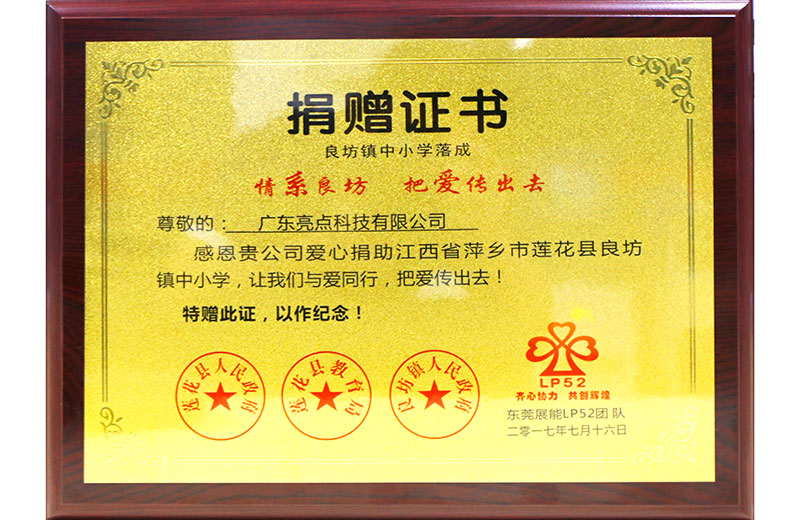 捐赠证书
良坊镇中小学落成
情系良坊 把爱传出去
尊敬的： 广东亮点科技有限公司
感恩贵公司爱心捐助江西省萍乡市莲花县良坊
镇中小学，让我们与爱同行，把爱传出去！
特赠此证，以作纪念！
莲花县人民政府
莲花县教育局
良坊镇人民政府
LP52
齐心协力 共创辉煌
东莞展能LP52团 队
二零一七年七月十六日